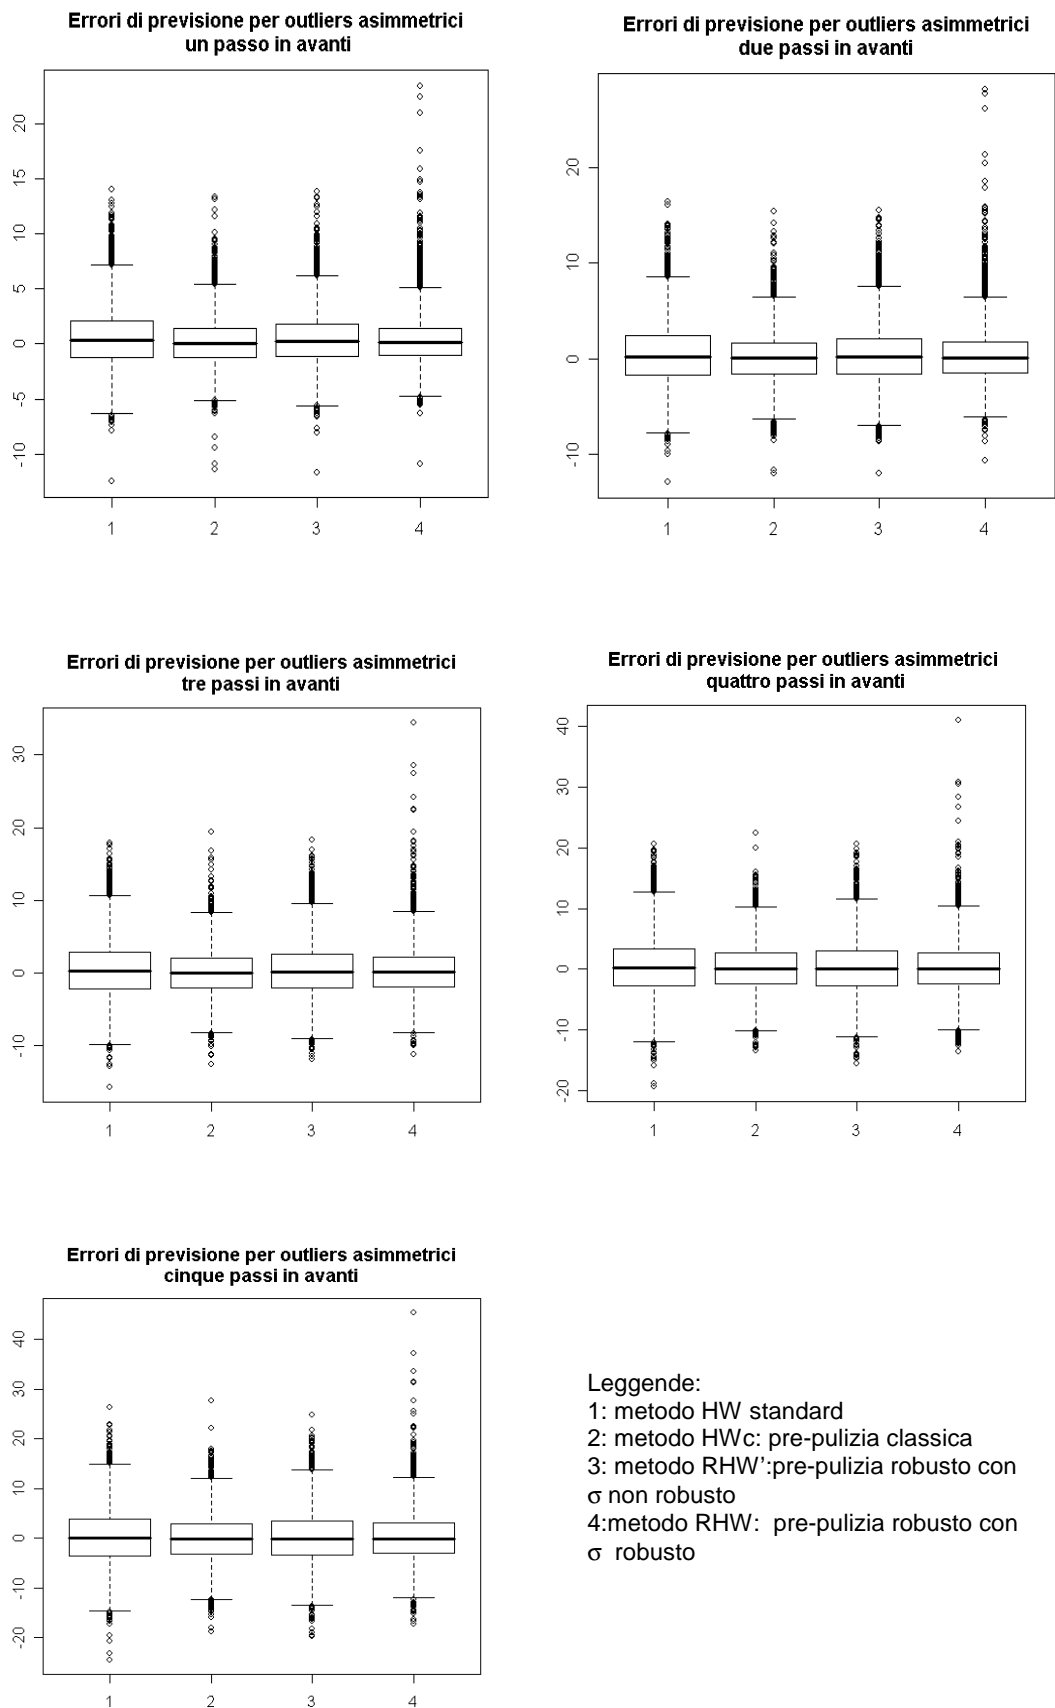 Errori di previsione per outliers asimmetrici
un passo in avanti
20
15
10
5
0
-5
-10
1 2 3 4
Errori di previsione per outliers asimmetrici
due passi in avanti
20
10
0
-10
1 2 3 4
Errori di previsione per outliers asimmetrici
tre passi in avanti
30
20
10
0
-10
1 2 3 4
Errori di previsione per outliers asimmetrici
quattro passi in avanti
40
30
20
10
0
-10
-20
1 2 3 4
Errori di previsione per outliers asimmetrici
cinque passi in avanti
40
30
20
10
0
-10
-20
1 2 3 4
Leggende:
1: metodo HW standard
2: metodo HWc: pre-pulizia classica
3: metodo RHW':pre-pulizia robusto con
σ non robusto
4:metodo RHW: pre-pulizia robusto con
σ robusto